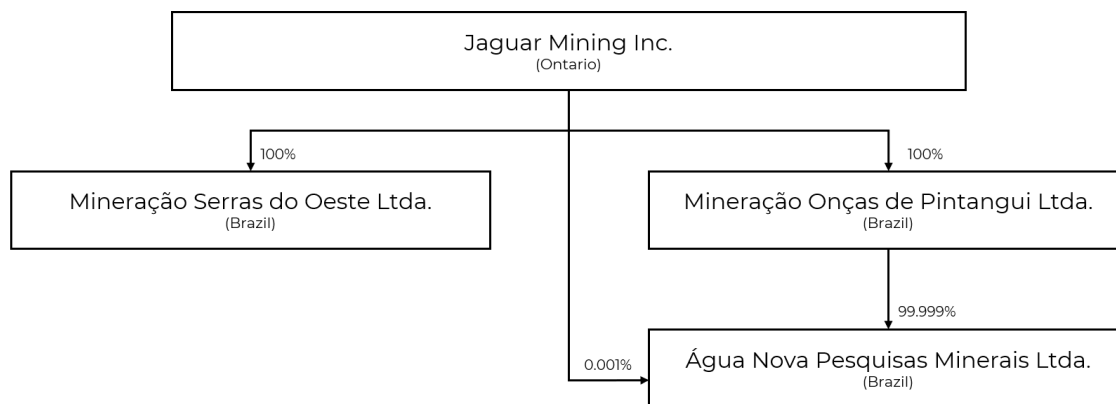 Jaguar Mining Inc.
(Ontario)
100%
100%
Mineração Serras do Oeste Ltda.
(Brazil)
Mineração Onças de Pintangui Ltda.
(Brazil)
99.999%
0.001%
Água Nova Pesquisas Minerais Ltda.
(Brazil)